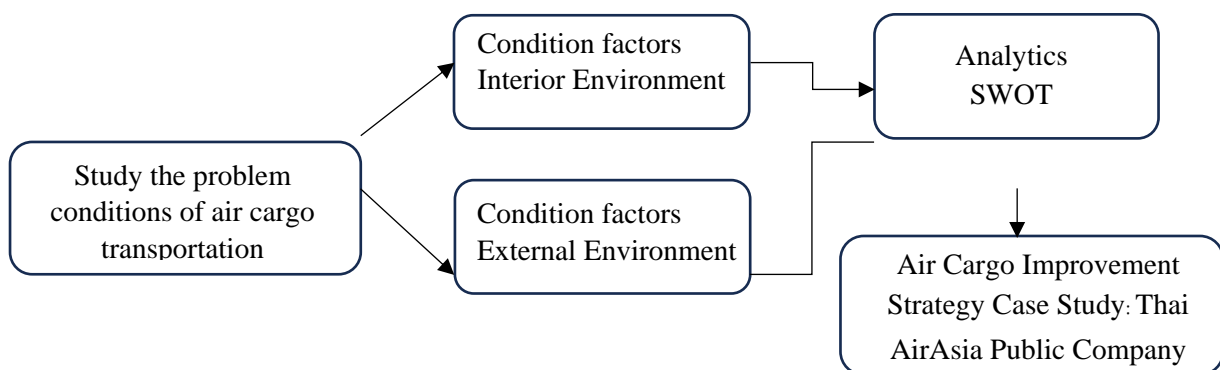 Study the problem
conditions of air cargo
transportation
Condition factors
Interior Environment
Condition factors
External Environment
Analytics
SWOT
Air Cargo Improvement
Strategy Case Study: Thai
AirAsia Public Company